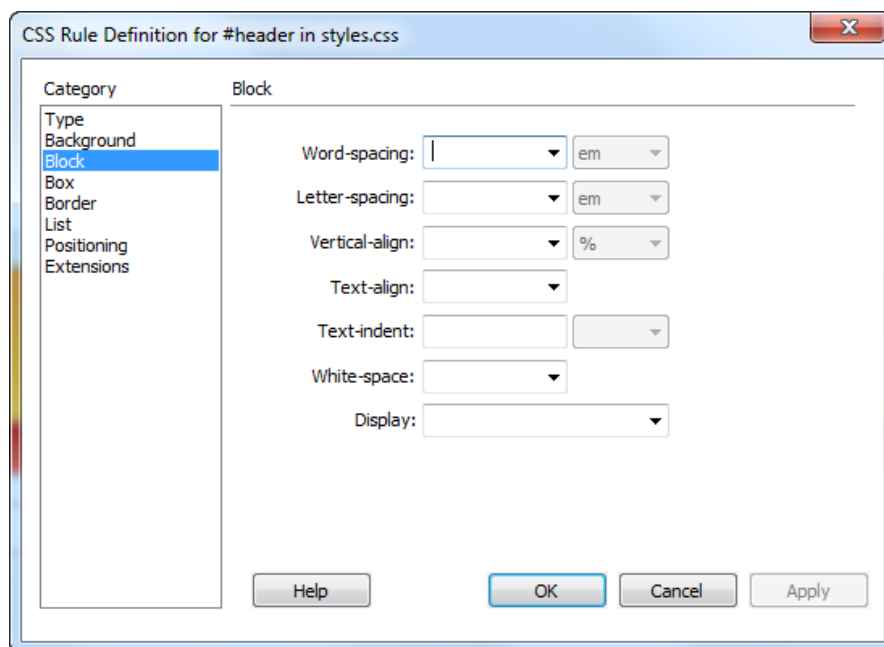 CSS Rule Definition for #header in styles.css
X
Category
Type
Background
Block
Box
Border
List
Positioning
Extensions
Block
Word-spacing: em
Letter-spacing: em
Vertical-align: %
Text-align:
Text-indent:
White-space:
Display:
Help OK Cancel Apply